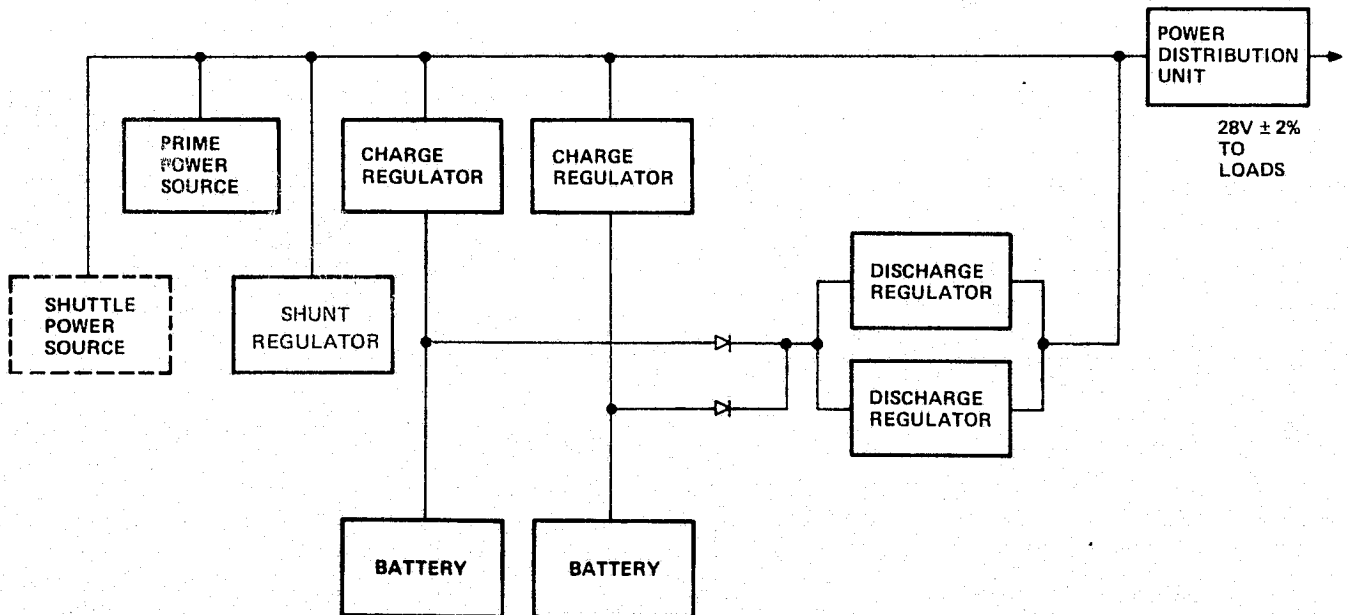 POWER
DISTRIBUTION
UNIT
28V ± 2%
TO
LOADS
PRIME
POWER
SOURCE
CHARGE
REGULATOR
CHARGE
REGULATOR
SHUTTLE
POWER
SOURCE
SHUNT
REGULATOR
DISCHARGE
REGULATOR
DISCHARGE
REGULATOR
BATTERY
BATTERY